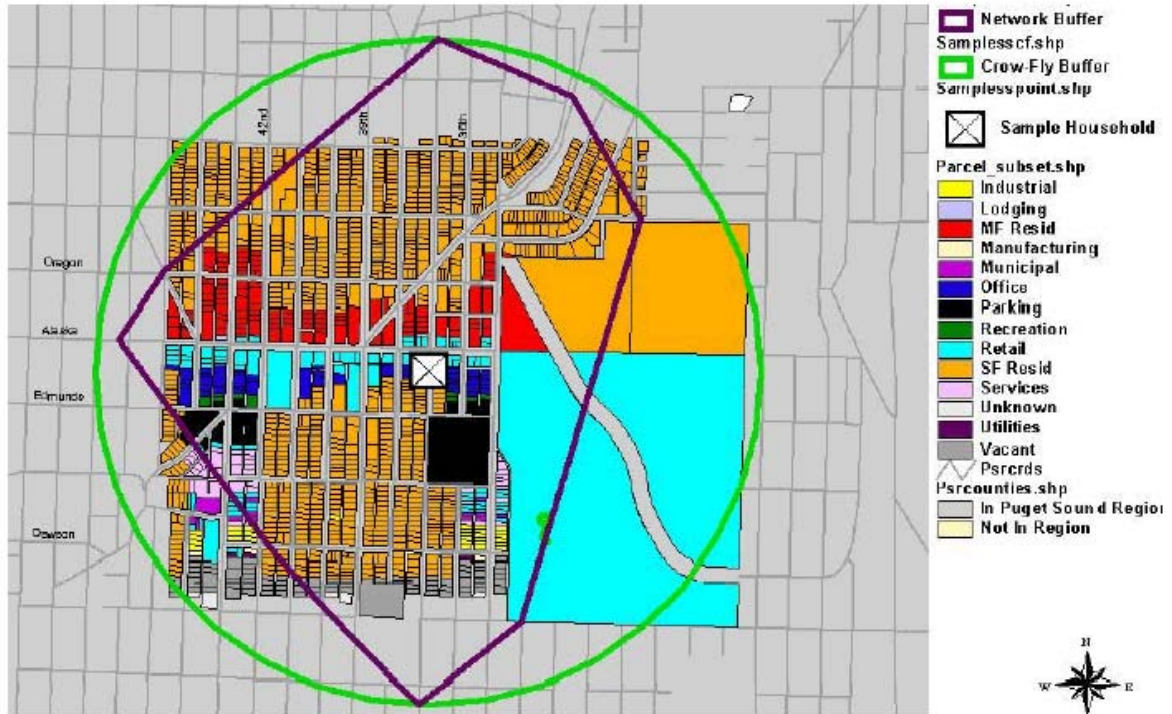 42nd
39th
36th
Oregon
Alaska
Edmunds
Dawson
Network Buffer
Samplesscf.shp
Crow-Fly Buffer
Samplesspoint.shp
Sample Household
Parcel_subset.shp
Industrial
Lodging
MF Resid
Manufacturing
Municipal
Office
Parking
Recreation
Retail
SF Resid
Services
Unknown
Utilities
Vacant
Psrcrds
Psrcounties.shp
In Puget Sound Region
Not In Region
N
W E
S